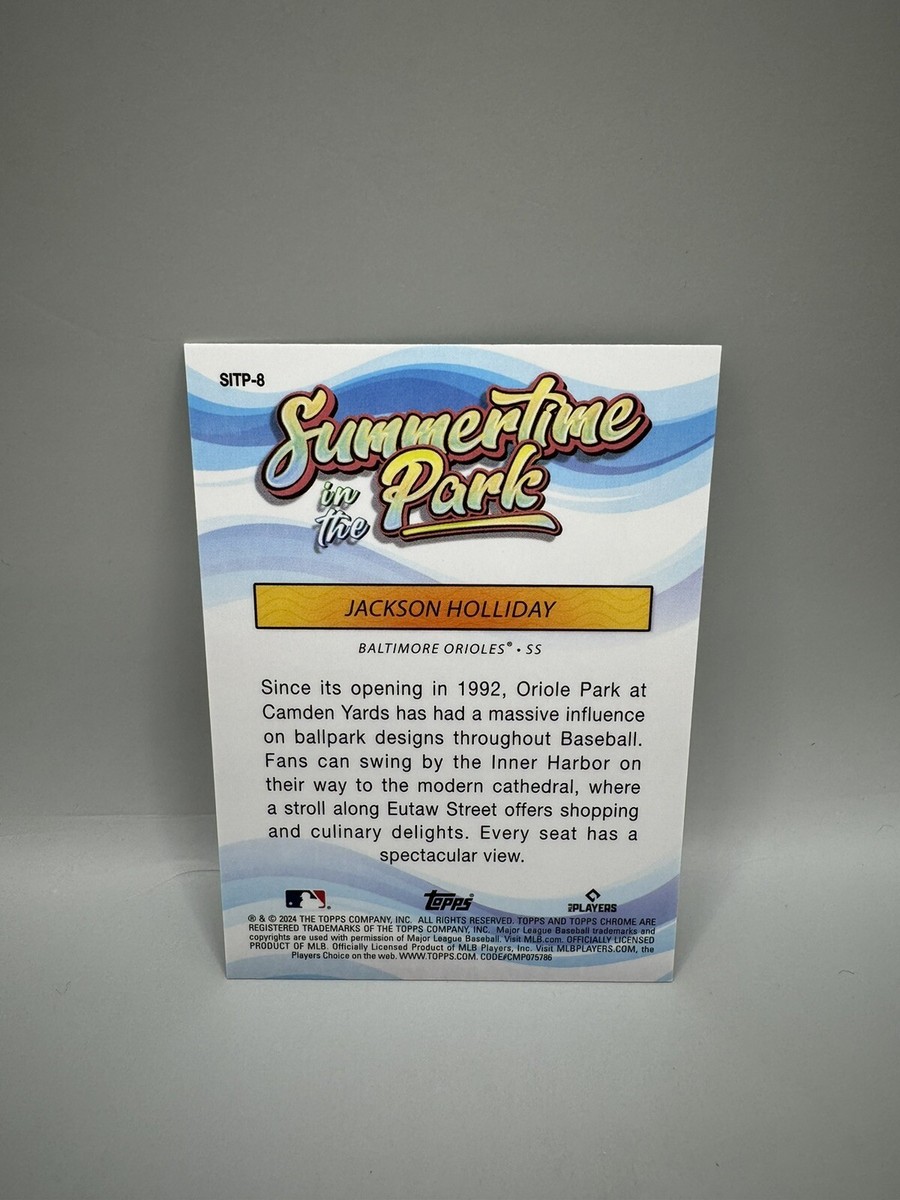 SITP-8
Summertime
in the Park
JACKSON HOLLIDAY
BALTIMORE ORIOLES® • SS
Since its opening in 1992, Oriole Park at
Camden Yards has had a massive influence
on ballpark designs throughout Baseball.
Fans can swing by the Inner Harbor on
their way to the modern cathedral, where
a stroll along Eutaw Street offers shopping
and culinary delights. Every seat has a
spectacular view.
topps
MLB PLAYERS
® & © 2024 THE TOPPS COMPANY, INC. ALL RIGHTS RESERVED. TOPPS AND TOPPS CHROME ARE
REGISTERED TRADEMARKS OF THE TOPPS COMPANY, INC. Major League Baseball trademarks and
copyrights are used with permission of Major League Baseball. Visit MLB.com. OFFICIALLY LICENSED
PRODUCT OF MLB. Officially Licensed Product of MLB Players, Inc. Visit MLBPLAYERS.COM, the
Players Choice on the web. WWW.TOPPS.COM. CODE#CMP075786